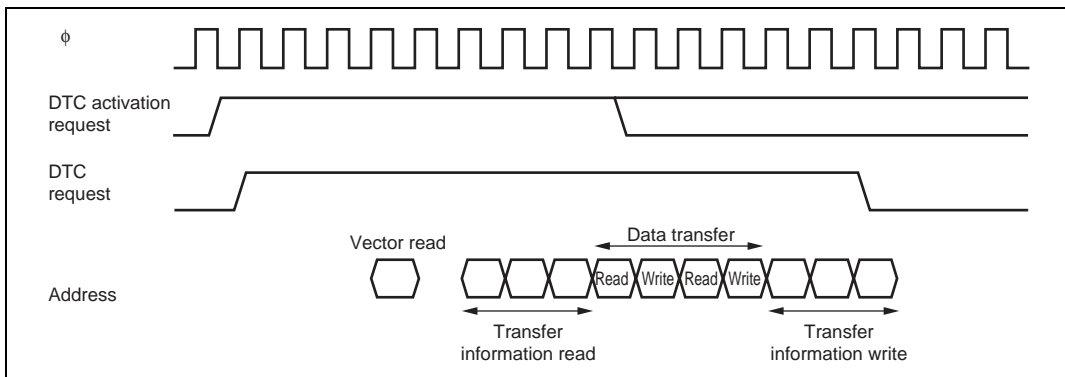 φ
DTC activation
request
DTC
request
Vector read
Data transfer
Address
Read Write Read Write
Transfer
information read
Transfer
information write